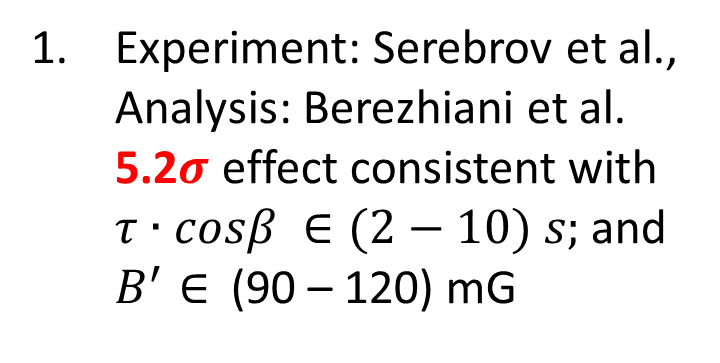 1. Experiment: Serebrov et al.,
Analysis: Berezhiani et al.
5.2σ effect consistent with
τ · cosβ ∈ (2 − 10) s; and
B′ ∈ (90 – 120) mG